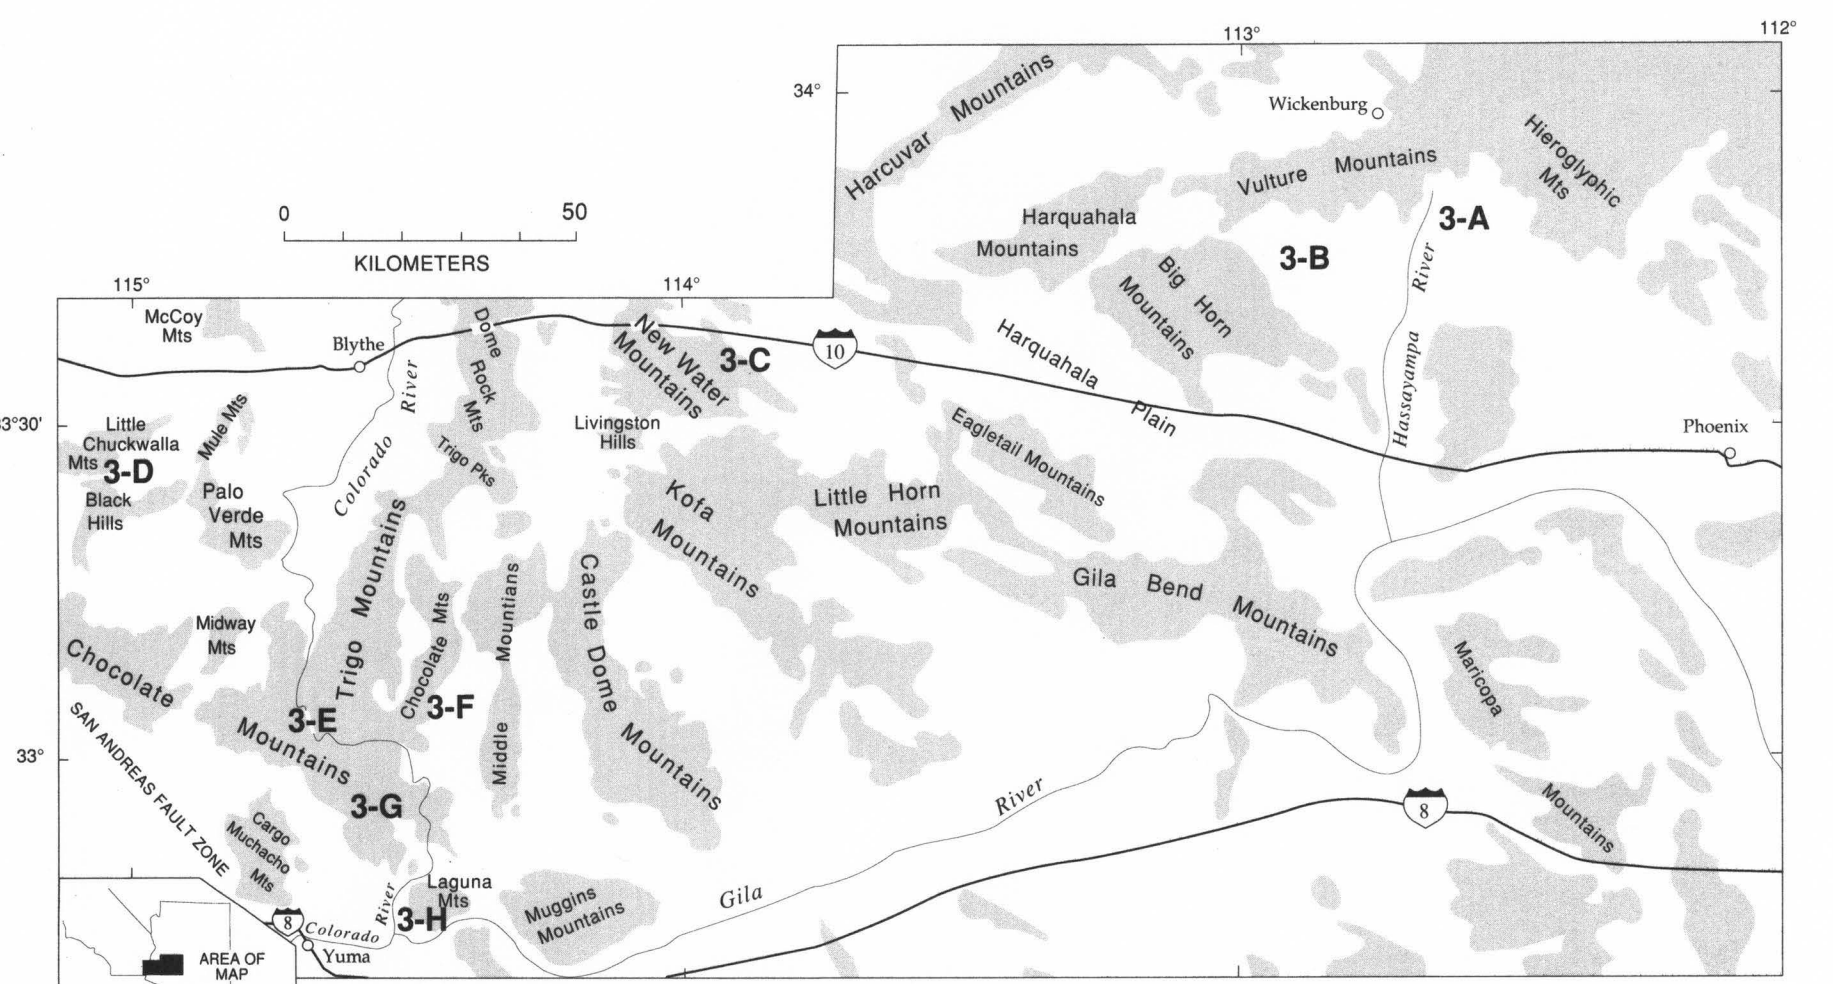 113°
112°
34°
Harcuvar Mountains
Wickenburg
Hieroglyphic
Mts
Vulture Mountains
3-A
Harquahala
Mountains
3-B
Big Horn
Mountains
Hassayampa River
0 50
KILOMETERS
115°
114°
McCoy
Mts
Blythe
Dome Rock Mts
New Water
Mountains
3-C
10
Harquahala Plain
Colorado River
3°30'
Little
Chuckwalla
Mts
3-D
Mule Mts
Livingston
Hills
Trigo Pks
Eagletail Mountains
Phoenix
Black
Hills
Palo
Verde
Mts
Kofa
Mountains
Little Horn
Mountains
Trigo Mountains
Chocolate Mts
Middle Mountians
Castle Dome Mountains
Gila Bend Mountains
Midway
Mts
Chocolate Mountains
3-E
3-F
Maricopa Mountains
33°
SAN ANDREAS FAULT ZONE
3-G
Cargo
Muchacho
Mts
Gila River
8
Laguna
Mts
3-H
Muggins
Mountains
8
Colorado River
Yuma
AREA OF
MAP